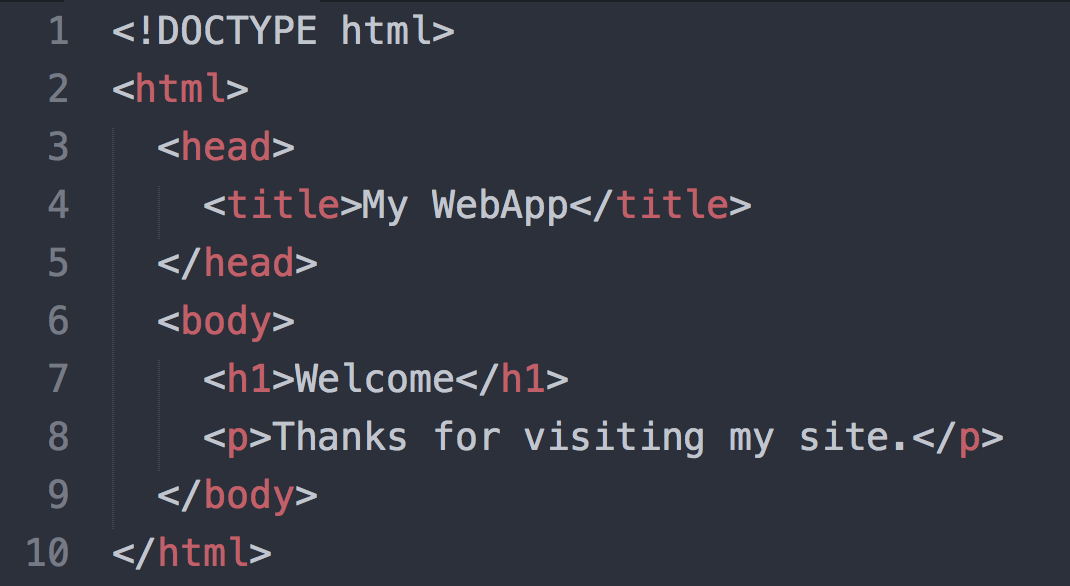 1 <!DOCTYPE html>
2 <html>
3   <head>
4     <title>My WebApp</title>
5   </head>
6   <body>
7     <h1>Welcome</h1>
8     <p>Thanks for visiting my site.</p>
9   </body>
10 </html>